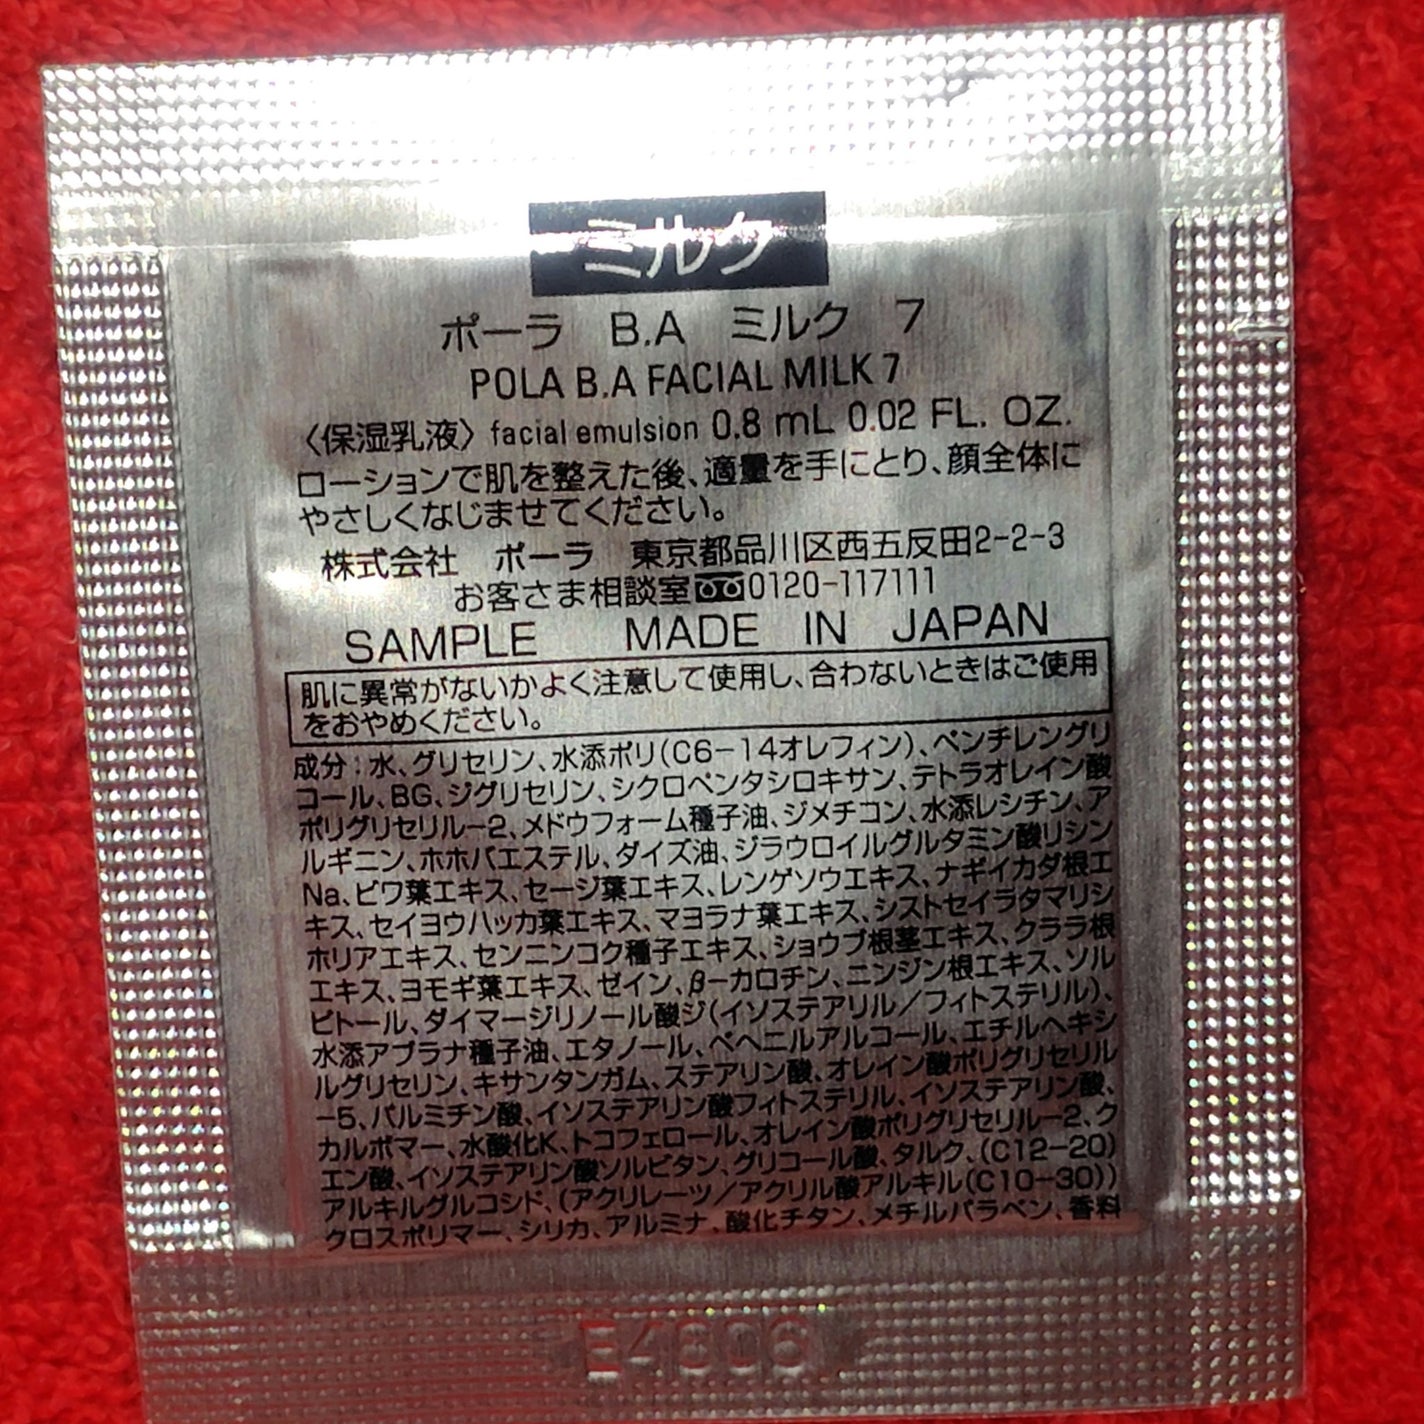 ミルク
ポーラ B.A ミルク 7
POLA B.A FACIAL MILK 7
〈保湿乳液〉 facial emulsion 0.8 mL 0.02 FL. OZ.
ローションで肌を整えた後、適量を手にとり、顔全体に
やさしくなじませてください。
株式会社 ポーラ 東京都品川区西五反田2-2-3
お客さま相談室 0120-117111
SAMPLE MADE IN JAPAN
肌に異常がないかよく注意して使用し、合わないときはご使用
をおやめください。
成分:水、グリセリン、水添ポリ(C6-14オレフィン)、ペンチレングリ
コール、BG、ジグリセリン、シクロペンタシロキサン、テトラオレイン酸
ポリグリセリル-2、メドウフォーム種子油、ジメチコン、水添レシチン、ア
ルギニン、ホホバエステル、ダイズ油、ジラウロイルグルタミン酸リシン
Na、ビワ葉エキス、セージ葉エキス、レンゲソウエキス、ナギイカダ根エ
キス、セイヨウハッカ葉エキス、マヨラナ葉エキス、シストセイラタマリシ
ホリアエキス、センニンコク種子エキス、ショウブ根茎エキス、クララ根
エキス、ヨモギ葉エキス、ゼイン、β-カロチン、ニンジン根エキス、ソル
ビトール、ダイマージリノール酸ジ(イソステアリル/フィトステリル)、
水添アブラナ種子油、エタノール、ベヘニルアルコール、エチルヘキシ
ルグリセリン、キサンタンガム、ステアリン酸、オレイン酸ポリグリセリル
-5、パルミチン酸、イソステアリン酸フィトステリル、イソステアリン酸、
カルボマー、水酸化K、トコフェロール、オレイン酸ポリグリセリル-2、ク
エン酸、イソステアリン酸ソルビタン、グリコール酸、タルク、(C12-20)
アルキルグルコシド、(アクリレーツ/アクリル酸アルキル(C10-30))
クロスポリマー、シリカ、アルミナ、酸化チタン、メチルパラベン、香料